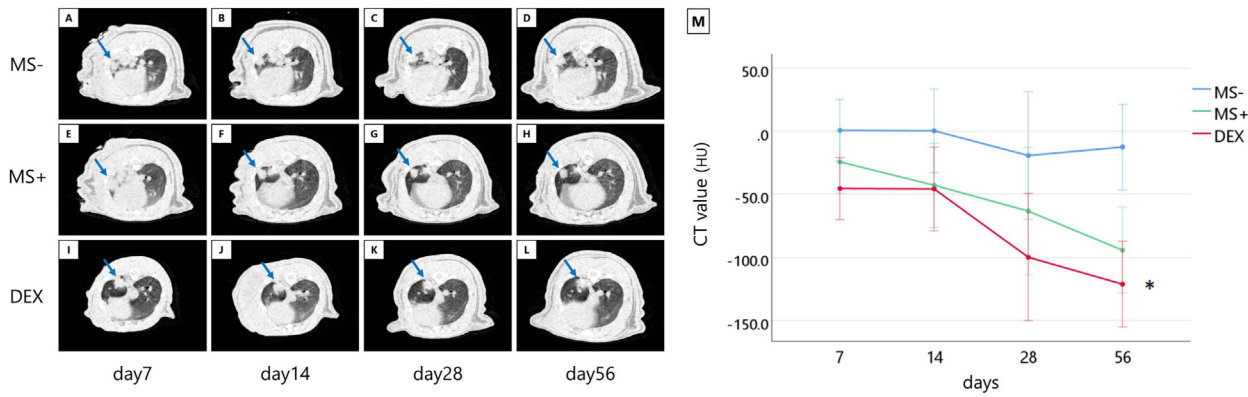 A B C D
MS-
E F G H
MS+
I J K L
DEX
day7 day14 day28 day56
M
50.0
.0
-50.0
-100.0
-150.0
CT value (HU)
7 14 28 56
days
MS-
MS+
DEX
*